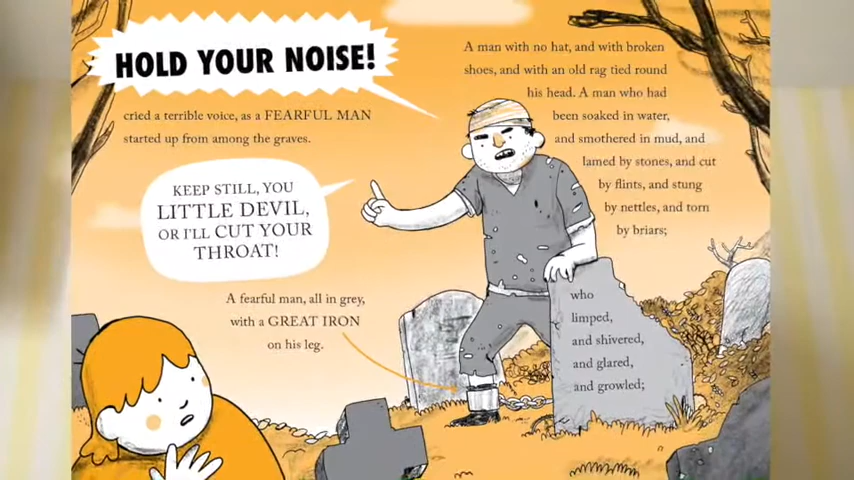 HOLD YOUR NOISE!
cried a terrible voice, as a FEARFUL MAN
started up from among the graves.
KEEP STILL, YOU
LITTLE DEVIL,
OR I'LL CUT YOUR
THROAT!
A fearful man, all in grey,
with a GREAT IRON
on his leg.
A man with no hat, and with broken
shoes, and with an old rag tied round
his head. A man who had
been soaked in water,
and smothered in mud, and
lamed by stones, and cut
by flints, and stung
by nettles, and torn
by briars;
who
limped,
and shivered,
and glared,
and growled;